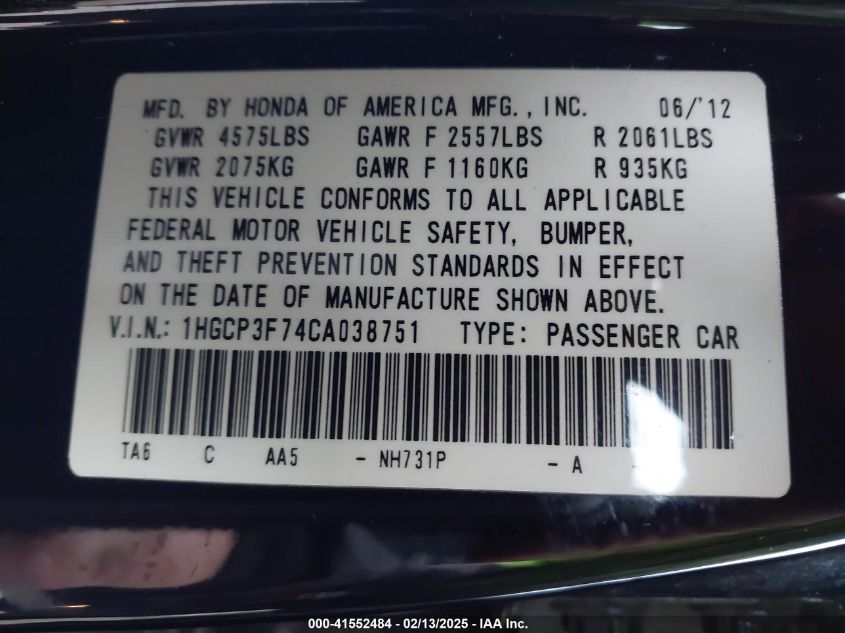 MFD. BY HONDA OF AMERICA MFG., INC. 06/'12
GVWR 4575LBS GAWR F 2557LBS R 2061LBS
GVWR 2075KG GAWR F 1160KG R 935KG
THIS VEHICLE CONFORMS TO ALL APPLICABLE
FEDERAL MOTOR VEHICLE SAFETY, BUMPER,
AND THEFT PREVENTION STANDARDS IN EFFECT
ON THE DATE OF MANUFACTURE SHOWN ABOVE.
V.I.N.: 1HGCP3F74CA038751 TYPE: PASSENGER CAR
TA6 C AA5 - NH731P - A
000-41552484 - 02/13/2025 - IAA Inc.